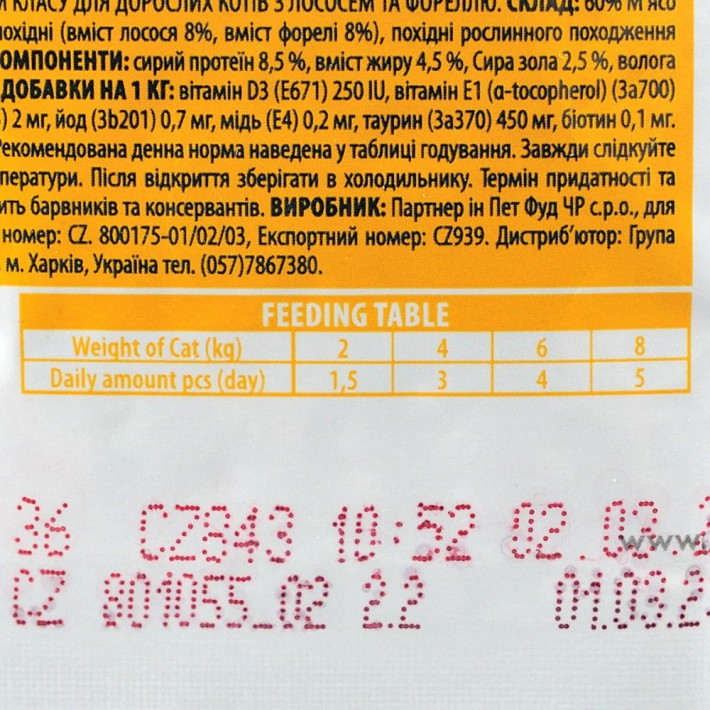 КЛАСУ ДЛЯ ДОРОСЛИХ КОТІВ З ЛОСОСЕМ ТА ФОРЕЛЛЮ. СКЛАД: 60% М'ясо
похідні (вміст лосося 8%, вміст форелі 8%), похідні рослинного походження
ОМПОНЕНТИ: сирий протеїн 8,5 %, вміст жиру 4,5 %, Сира зола 2,5 %, волога
ДОБАВКИ НА 1 КГ: вітамін D3 (E671) 250 IU, вітамін E1 (α-tocopherol) (3a700)
) 2 мг, йод (3b201) 0,7 мг, мідь (E4) 0,2 мг, таурин (3a370) 450 мг, біотин 0,1 мг.
Рекомендована денна норма наведена у таблиці годування. Завжди слідкуйте
ператури. Після відкриття зберігати в холодильнику. Термін придатності та
ить барвників та консервантів. ВИРОБНИК: Партнер ін Пет Фуд ЧР с.р.о., для
номер: CZ. 800175-01/02/03, Експортний номер: CZ939. Дистриб'ютор: Група
м. Харків, Україна тел. (057)7867380.
FEEDING TABLE
Weight of Cat (kg) 2 4 6 8
Daily amount pcs (day) 1,5 3 4 5
36 CZ843 10:52 02.03.
www.
CZ 801055_02 2.2 01.03.2